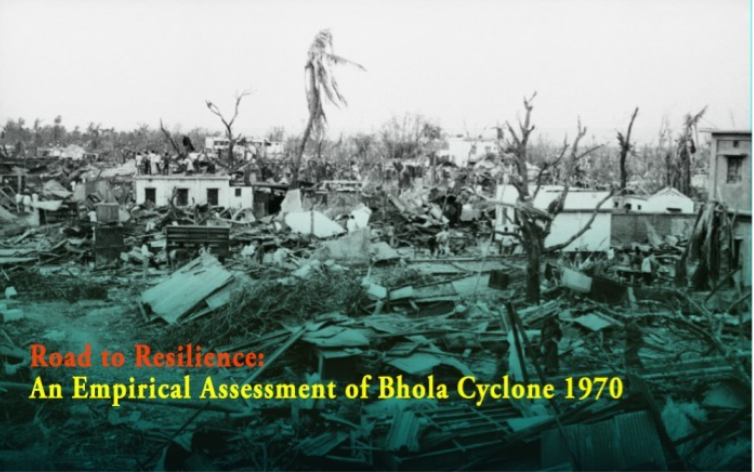 Road to Resilience:
An Empirical Assessment of Bhola Cyclone 1970